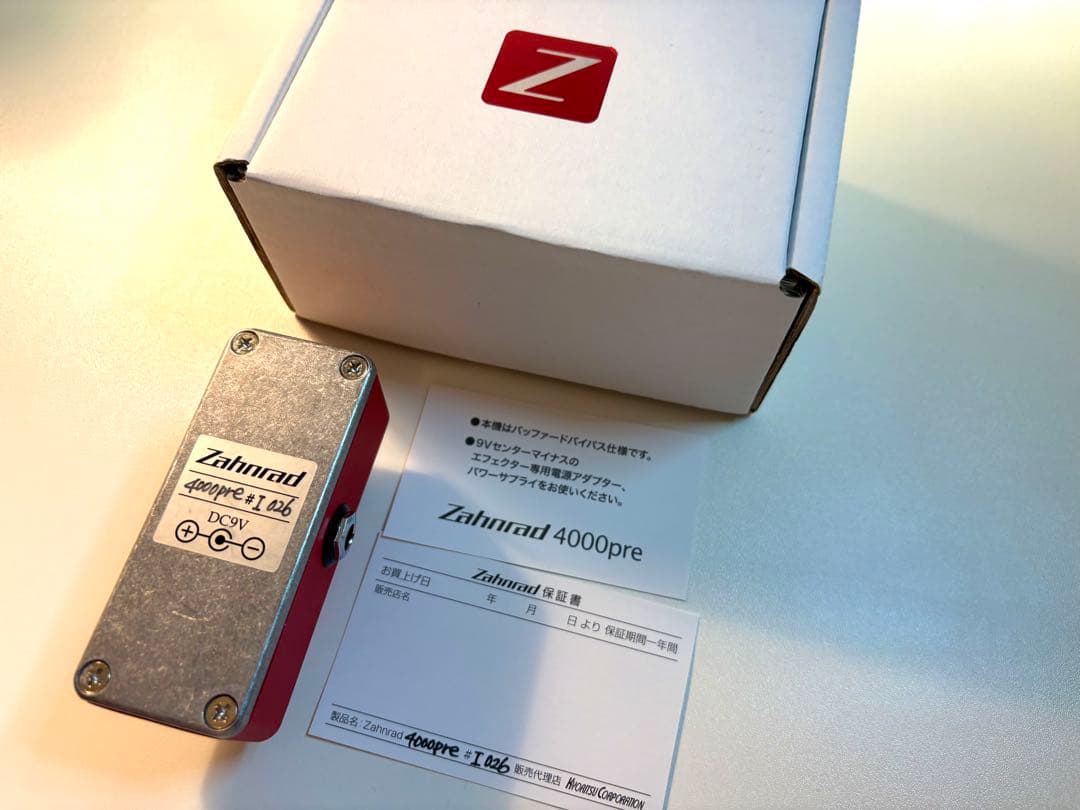 Z
Zahnrad
4000pre #I 026
DC9V
+ −
●本機はバッファードバイパス仕様です。
●9Vセンターマイナスの
エフェクター専用電源アダプター、
パワーサプライをお使いください。
Zahnrad 4000pre
Zahnrad 保証書
お買上げ日 年 月 日 より 保証期間一年間
販売店名
製品名：Zahnrad 4000pre #I 026 販売代理店 KYORITSU CORPORATION